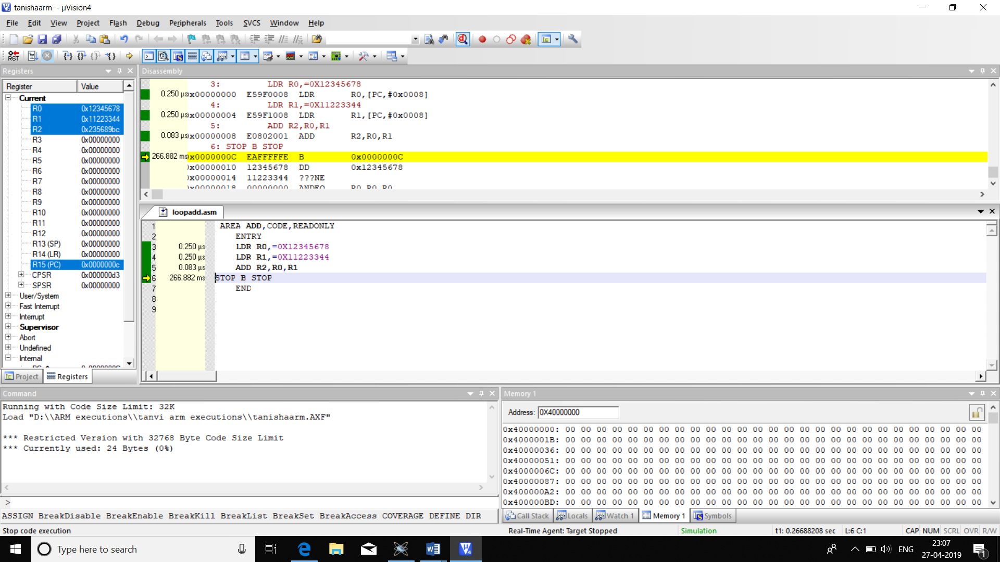 tanishaarm - µVision4
File Edit View Project Flash Debug Peripherals Tools SVCS Window Help
Registers
Register Value
Current
R0 0x12345678
R1 0x11223344
R2 0x235689bc
R3 0x00000000
R4 0x00000000
R5 0x00000000
R6 0x00000000
R7 0x00000000
R8 0x00000000
R9 0x00000000
R10 0x00000000
R11 0x00000000
R12 0x00000000
R13 (SP) 0x00000000
R14 (LR) 0x00000000
R15 (PC) 0x0000000c
CPSR 0x000000d3
SPSR 0x00000000
User/System
Fast Interrupt
Interrupt
Supervisor
Abort
Undefined
Internal
Project Registers
Disassembly
3: LDR R0,=0X12345678
0.250 µs 0x00000000 E59F0008 LDR R0,[PC,#0x0008]
4: LDR R1,=0X11223344
0.250 µs 0x00000004 E59F1008 LDR R1,[PC,#0x0008]
5: ADD R2,R0,R1
0.083 µs 0x00000008 E0802001 ADD R2,R0,R1
6: STOP B STOP
266.882 ms 0x0000000C EAFFFFFE B 0x0000000C
0x00000010 12345678 DD 0x12345678
0x00000014 11223344 ???NE
0x00000018 00000000 ANDEQ R0,R0,R0
loopadd.asm
1 AREA ADD,CODE,READONLY
2 ENTRY
3 0.250 µs LDR R0,=0X12345678
4 0.250 µs LDR R1,=0X11223344
5 0.083 µs ADD R2,R0,R1
6 266.882 ms STOP B STOP
7 END
8
9
Command
Running with Code Size Limit: 32K
Load "D:\\ARM executions\\tanvi arm executions\\tanishaarm.AXF"
*** Restricted Version with 32768 Byte Code Size Limit
*** Currently used: 24 Bytes (0%)
>
ASSIGN BreakDisable BreakEnable BreakKill BreakList BreakSet BreakAccess COVERAGE DEFINE DIR
Memory 1
Address: 0X40000000
0x40000000: 00 00 00 00 00 00 00 00 00 00 00 00 00 00 00 00 00 00 00 00 00 00 00 00 00 00 00
0x4000001B: 00 00 00 00 00 00 00 00 00 00 00 00 00 00 00 00 00 00 00 00 00 00 00 00 00 00 00
0x40000036: 00 00 00 00 00 00 00 00 00 00 00 00 00 00 00 00 00 00 00 00 00 00 00 00 00 00 00
0x40000051: 00 00 00 00 00 00 00 00 00 00 00 00 00 00 00 00 00 00 00 00 00 00 00 00 00 00 00
0x4000006C: 00 00 00 00 00 00 00 00 00 00 00 00 00 00 00 00 00 00 00 00 00 00 00 00 00 00 00
0x40000087: 00 00 00 00 00 00 00 00 00 00 00 00 00 00 00 00 00 00 00 00 00 00 00 00 00 00 00
0x400000A2: 00 00 00 00 00 00 00 00 00 00 00 00 00 00 00 00 00 00 00 00 00 00 00 00 00 00 00
0x400000BD: 00 00 00 00 00 00 00 00 00 00 00 00 00 00 00 00 00 00 00 00 00 00 00 00 00 00 00
Call Stack Locals Watch 1 Memory 1 Symbols
Stop code execution Real-Time Agent: Target Stopped Simulation t1: 0.26688208 sec L:6 C:1 CAP NUM SCRL OVR R/W
Type here to search
ENG
23:07
27-04-2019
1